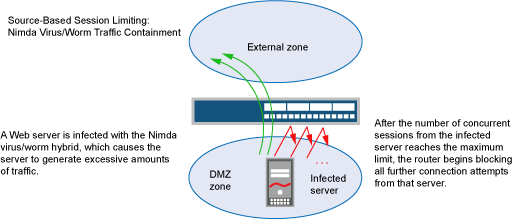 Source-Based Session Limiting:
Nimda Virus/Worm Traffic Containment
External zone
A Web server is infected with the Nimda
virus/worm hybrid, which causes the
server to generate excessive amounts
of traffic.
DMZ
zone
Infected
server
...
After the number of concurrent
sessions from the infected
server reaches the maximum
limit, the router begins blocking
all further connection attempts
from that server.